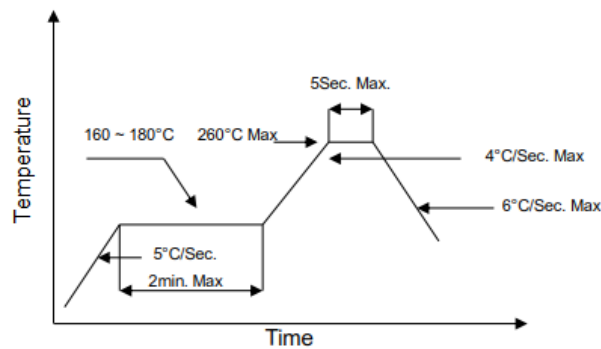 5Sec. Max.
160 ~ 180°C
260°C Max
4°C/Sec. Max
6°C/Sec. Max
5°C/Sec.
2min. Max
Temperature
Time